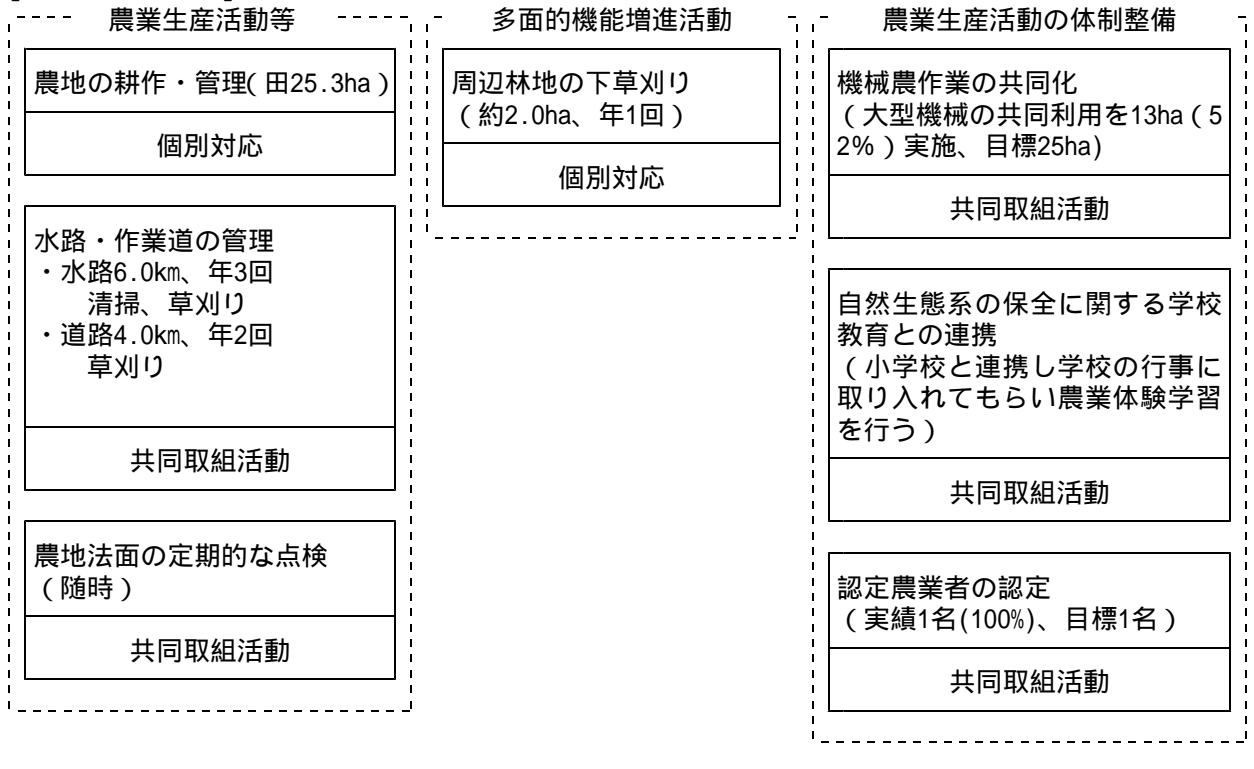 農業生産活動等
農地の耕作・管理(田25.3ha)
個別対応
水路・作業道の管理
・水路6.0㎞、年3回
清掃、草刈り
・道路4.0㎞、年2回
草刈り
共同取組活動
農地法面の定期的な点検
(随時)
共同取組活動
多面的機能増進活動
周辺林地の下草刈り
(約2.0ha、年1回)
個別対応
農業生産活動の体制整備
機械農作業の共同化
(大型機械の共同利用を13ha(5
2%)実施、目標25ha)
共同取組活動
自然生態系の保全に関する学校
教育との連携
(小学校と連携し学校の行事に
取り入れてもらい農業体験学習
を行う)
共同取組活動
認定農業者の認定
(実績1名(100%)、目標1名)
共同取組活動